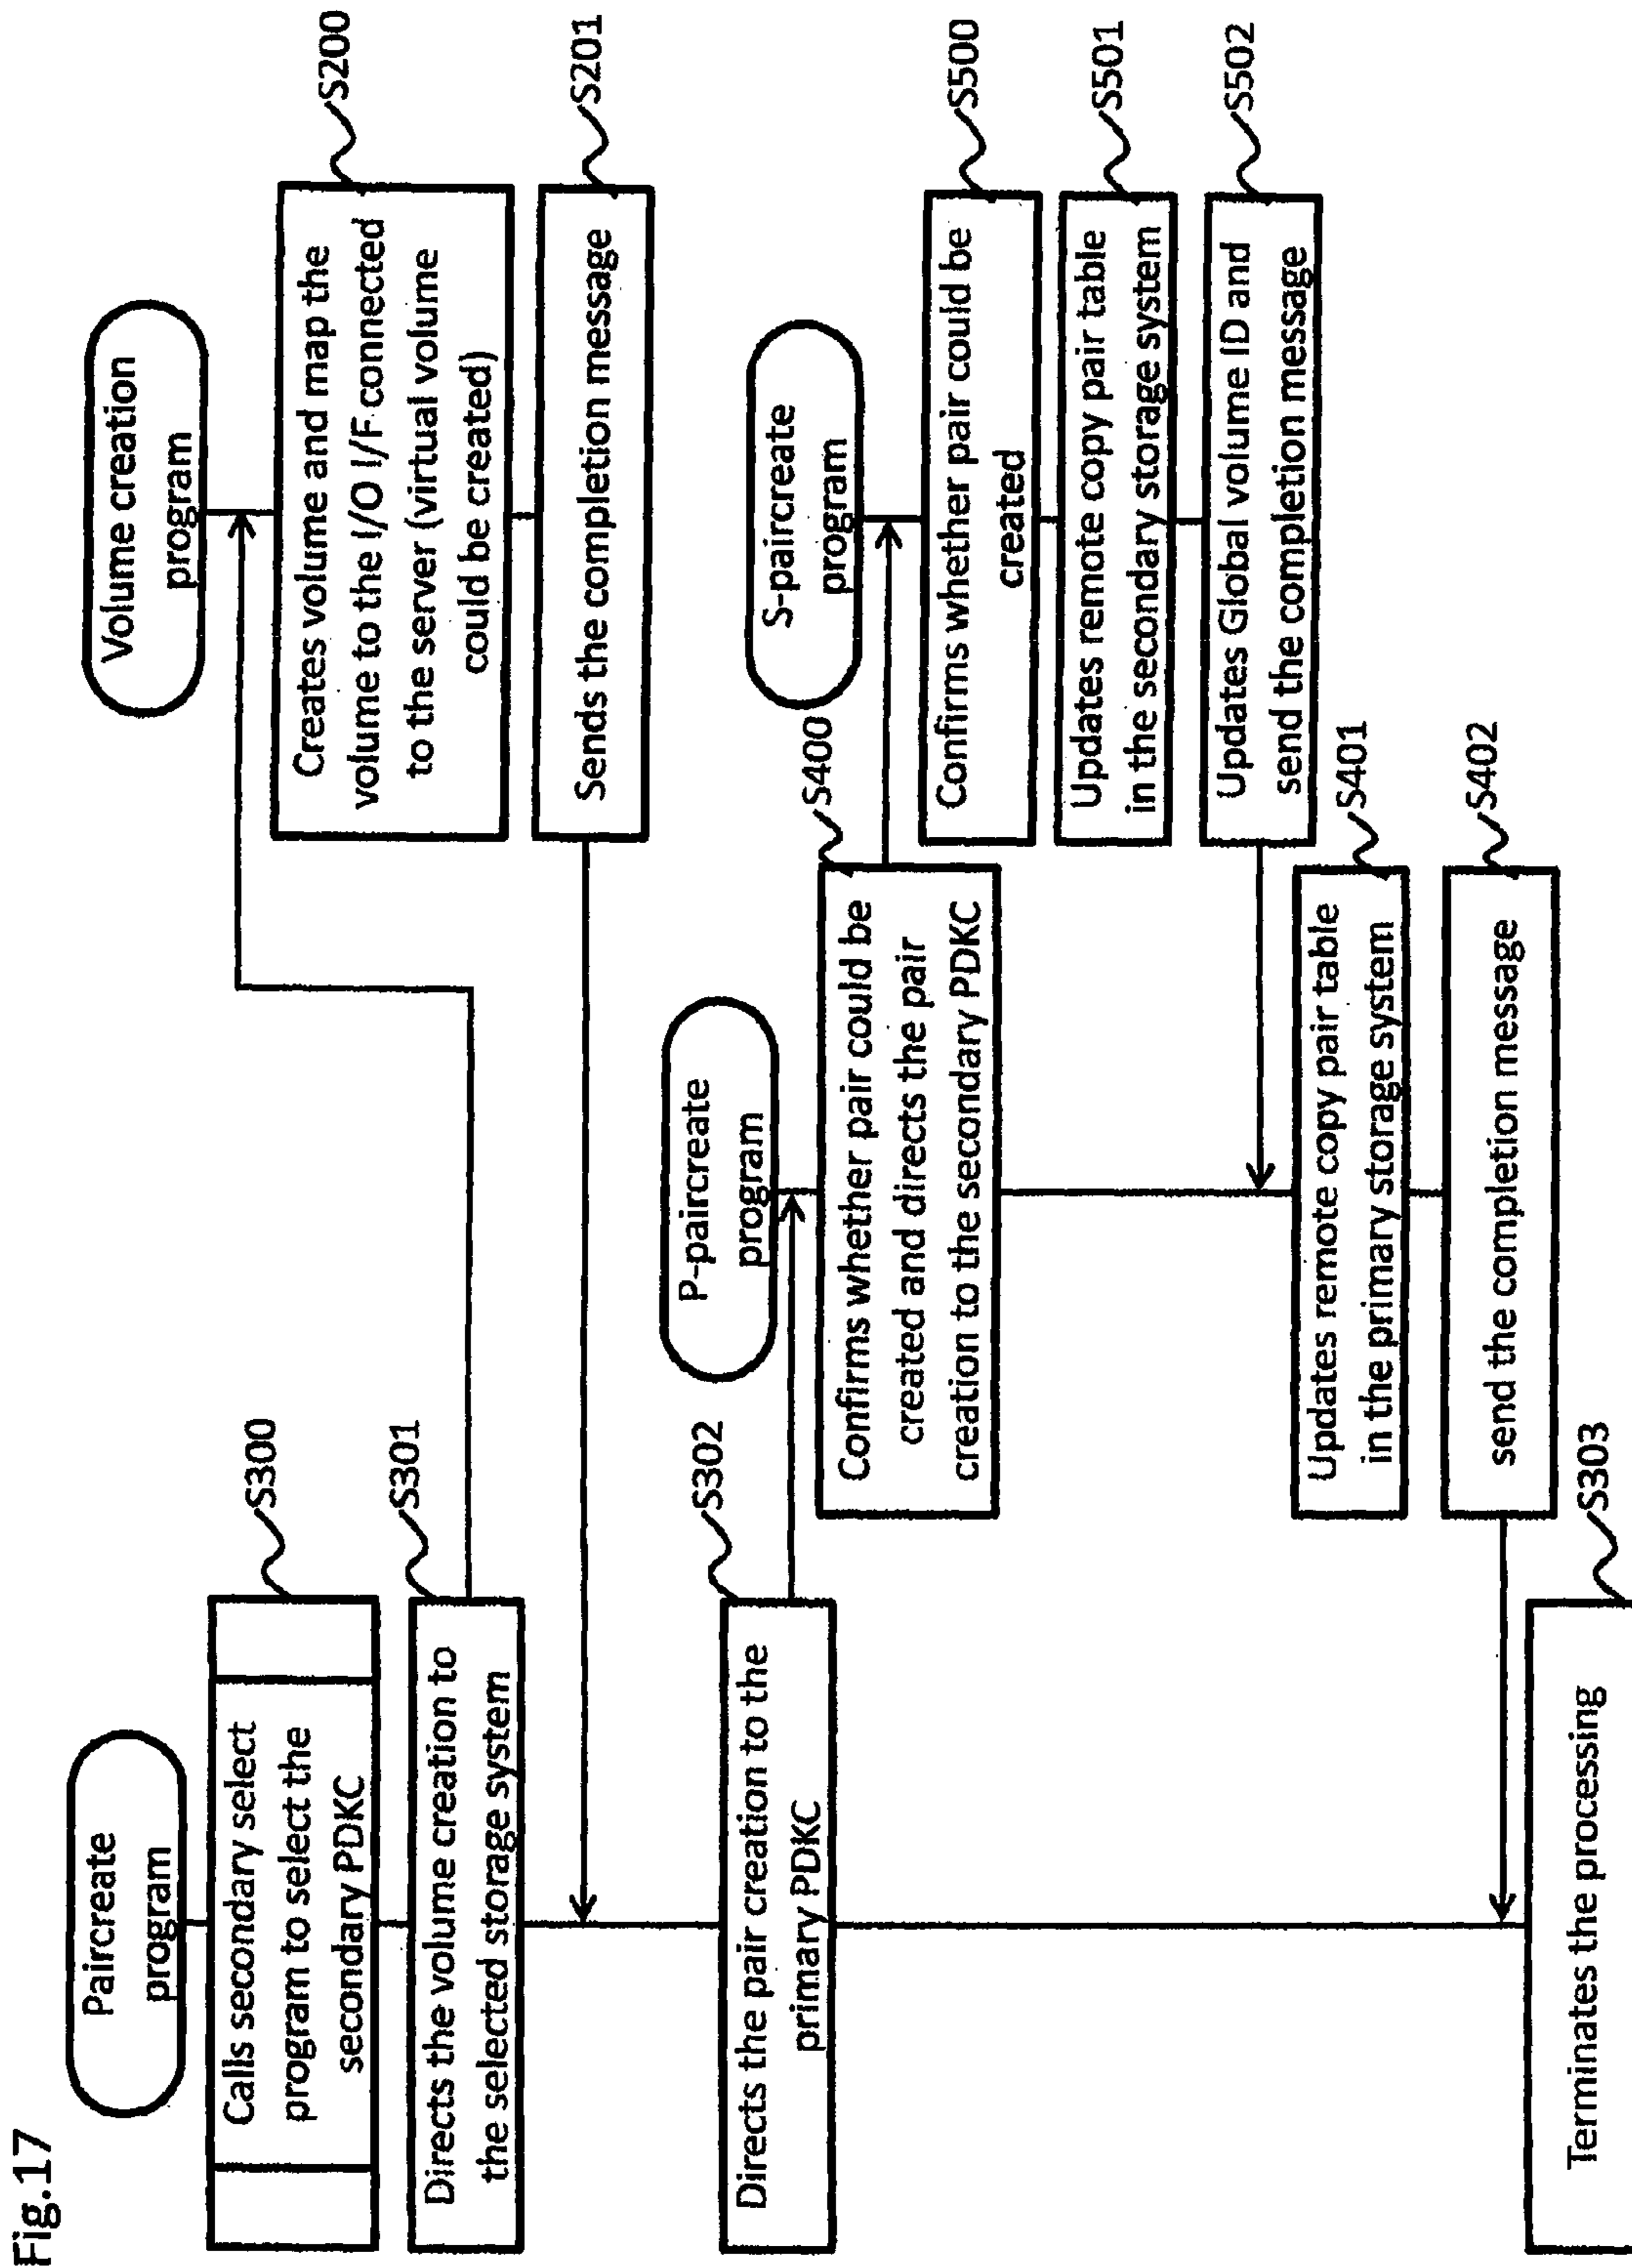 Fig.17
Paircreate
program
Calls secondary select
program to select the
secondary PDKC
S300
Directs the volume creation to
the selected storage system
S301
Volume creation
program
Creates volume and map the
volume to the I/O I/F connected
to the server (virtual volume
could be created)
S200
Sends the completion message
S201
Directs the pair creation to the
primary PDKC
S302
P-paircreate
program
Confirms whether pair could be
created and directs the pair
creation to the secondary PDKC
S400
S-paircreate
program
Confirms whether pair could be
created
S500
Updates remote copy pair table
in the secondary storage system
S501
Updates Global volume ID and
send the completion message
S502
Updates remote copy pair table
in the primary storage system
S401
send the completion message
S402
Terminates the processing
S303